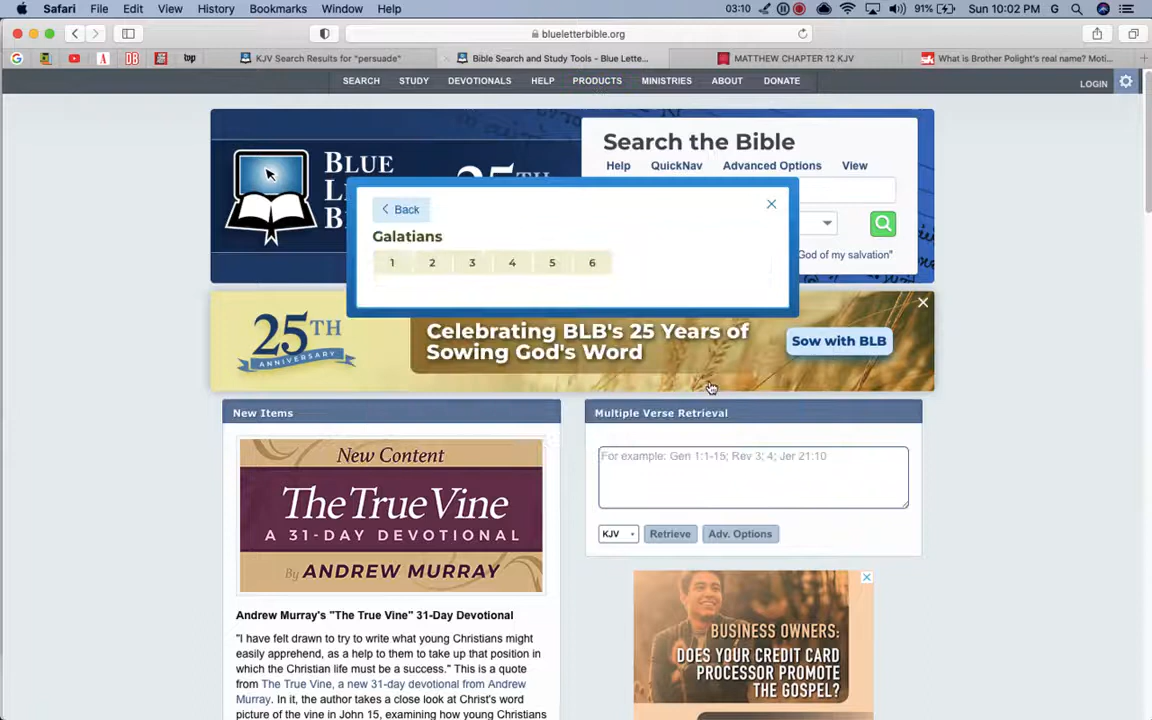 Safari File Edit View History Bookmarks Window Help 03:10 91% Sun 10:02 PM G
blueletterbible.org
KJV Search Results for "persuade" Bible Search and Study Tools - Blue Lette... MATTHEW CHAPTER 12 KJV What is Brother Polight's real name? Moti...
SEARCH STUDY DEVOTIONALS HELP PRODUCTS MINISTRIES ABOUT DONATE LOGIN
BLUE
25TH
Search the Bible
Help QuickNav Advanced Options View
God of my salvation"
Back
Galatians
1 2 3 4 5 6
25TH
ANNIVERSARY
Celebrating BLB's 25 Years of
Sowing God's Word
Sow with BLB
New Items
New Content
The True Vine
A 31-DAY DEVOTIONAL
By ANDREW MURRAY
Andrew Murray's "The True Vine" 31-Day Devotional
"I have felt drawn to try to write what young Christians might
easily apprehend, as a help to them to take up that position in
which the Christian life must be a success." This is a quote
from The True Vine, a new 31-day devotional from Andrew
Murray. In it, the author takes a close look at Christ's word
picture of the vine in John 15, examining how young Christians
Multiple Verse Retrieval
For example: Gen 1:1-15; Rev 3; 4; Jer 21:10
KJV Retrieve Adv. Options
BUSINESS OWNERS:
DOES YOUR CREDIT CARD
PROCESSOR PROMOTE
THE GOSPEL?